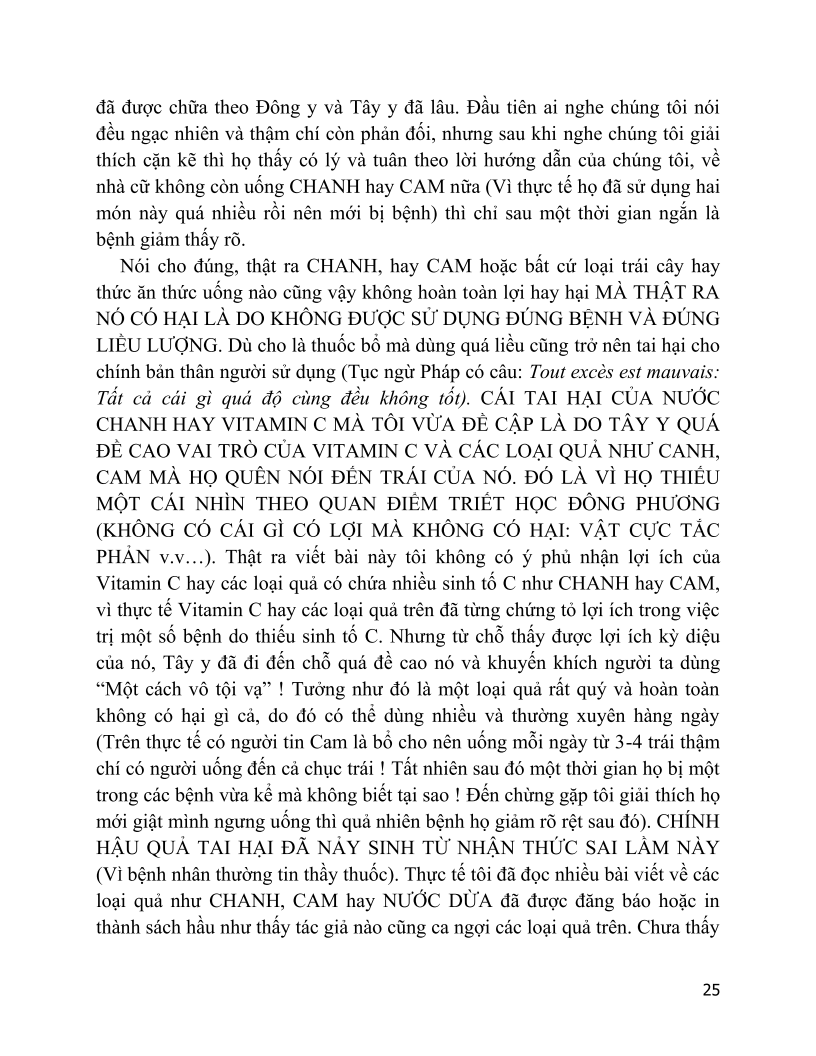 đã được chữa theo Đông y và Tây y đã lâu. Đầu tiên ai nghe chúng tôi nói
đều ngạc nhiên và thậm chí còn phản đối, nhưng sau khi nghe chúng tôi giải
thích cặn kẽ thì họ thấy có lý và tuân theo lời hướng dẫn của chúng tôi, về
nhà cữ không còn uống CHANH hay CAM nữa (Vì thực tế họ đã sử dụng hai
món này quá nhiều rồi nên mới bị bệnh) thì chỉ sau một thời gian ngắn là
bệnh giảm thấy rõ.
Nói cho đúng, thật ra CHANH, hay CAM hoặc bất cứ loại trái cây hay
thức ăn thức uống nào cũng vậy không hoàn toàn lợi hay hại MÀ THẬT RA
NÓ CÓ HẠI LÀ DO KHÔNG ĐƯỢC SỬ DỤNG ĐÚNG BỆNH VÀ ĐÚNG
LIỀU LƯỢNG. Dù cho là thuốc bổ mà dùng quá liều cũng trở nên tai hại cho
chính bản thân người sử dụng (Tục ngừ Pháp có câu: Tout excès est mauvais:
Tất cả cái gì quá độ cùng đều không tốt). CÁI TAI HẠI CỦA NƯỚC
CHANH HAY VITAMIN C MÀ TÔI VỪA ĐỀ CẬP LÀ DO TÂY Y QUÁ
ĐỀ CAO VAI TRÒ CỦA VITAMIN C VÀ CÁC LOẠI QUẢ NHƯ CANH,
CAM MÀ HỌ QUÊN NÓI ĐẾN TRÁI CỦA NÓ. ĐÓ LÀ VÌ HỌ THIẾU
MỘT CÁI NHÌN THEO QUAN ĐIỂM TRIẾT HỌC ĐÔNG PHƯƠNG
(KHÔNG CÓ CÁI GÌ CÓ LỢI MÀ KHÔNG CÓ HẠI: VẬT CỰC TẮC
PHẢN v.v…). Thật ra viết bài này tôi không có ý phủ nhận lợi ích của
Vitamin C hay các loại quả có chứa nhiều sinh tố C như CHANH hay CAM,
vì thực tế Vitamin C hay các loại quả trên đã từng chứng tỏ lợi ích trong việc
trị một số bệnh do thiếu sinh tố C. Nhưng từ chỗ thấy được lợi ích kỳ diệu
của nó, Tây y đã đi đến chỗ quá đề cao nó và khuyến khích người ta dùng
“Một cách vô tội vạ” ! Tưởng như đó là một loại quả rất quý và hoàn toàn
không có hại gì cả, do đó có thể dùng nhiều và thường xuyên hàng ngày
(Trên thực tế có người tin Cam là bổ cho nên uống mỗi ngày từ 3-4 trái thậm
chí có người uống đến cả chục trái ! Tất nhiên sau đó một thời gian họ bị một
trong các bệnh vừa kể mà không biết tại sao ! Đến chừng gặp tôi giải thích họ
mới giật mình ngưng uống thì quả nhiên bệnh họ giảm rõ rệt sau đó). CHÍNH
HẬU QUẢ TAI HẠI ĐÃ NẢY SINH TỪ NHẬN THỨC SAI LẦM NÀY
(Vì bệnh nhân thường tin thầy thuốc). Thực tế tôi đã đọc nhiều bài viết về các
loại quả như CHANH, CAM hay NƯỚC DỪA đã được đăng báo hoặc in
thành sách hầu như thấy tác giả nào cũng ca ngợi các loại quả trên. Chưa thấy
25